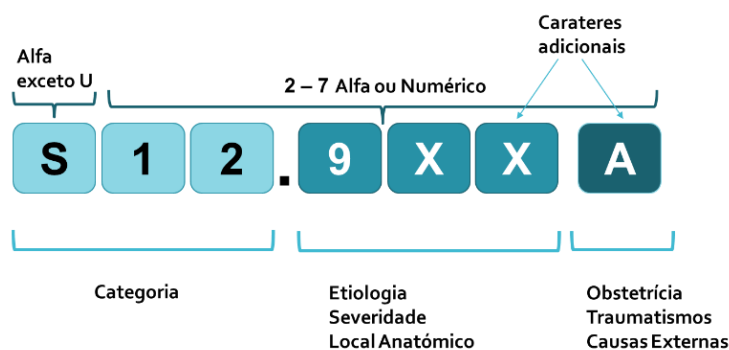 Carateres
adicionais
Alfa
exceto U
2 – 7 Alfa ou Numérico
S 1 2 . 9 X X A
Categoria
Etiologia
Severidade
Local Anatómico
Obstetrícia
Traumatismos
Causas Externas